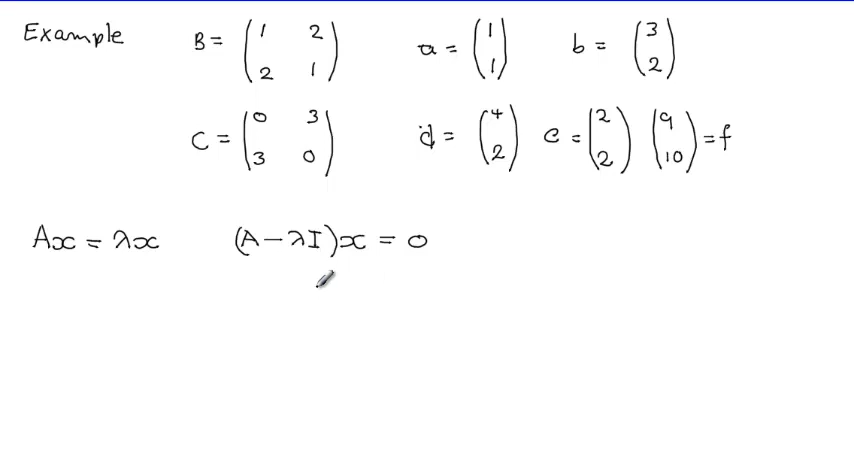 Example B = (1 2 2 1) a = (1 1) b = (3 2)
C = (0 3 3 0) d = (4 2) e = (2 2) (9 10) = f
Ax = λx (A − λI)x = 0